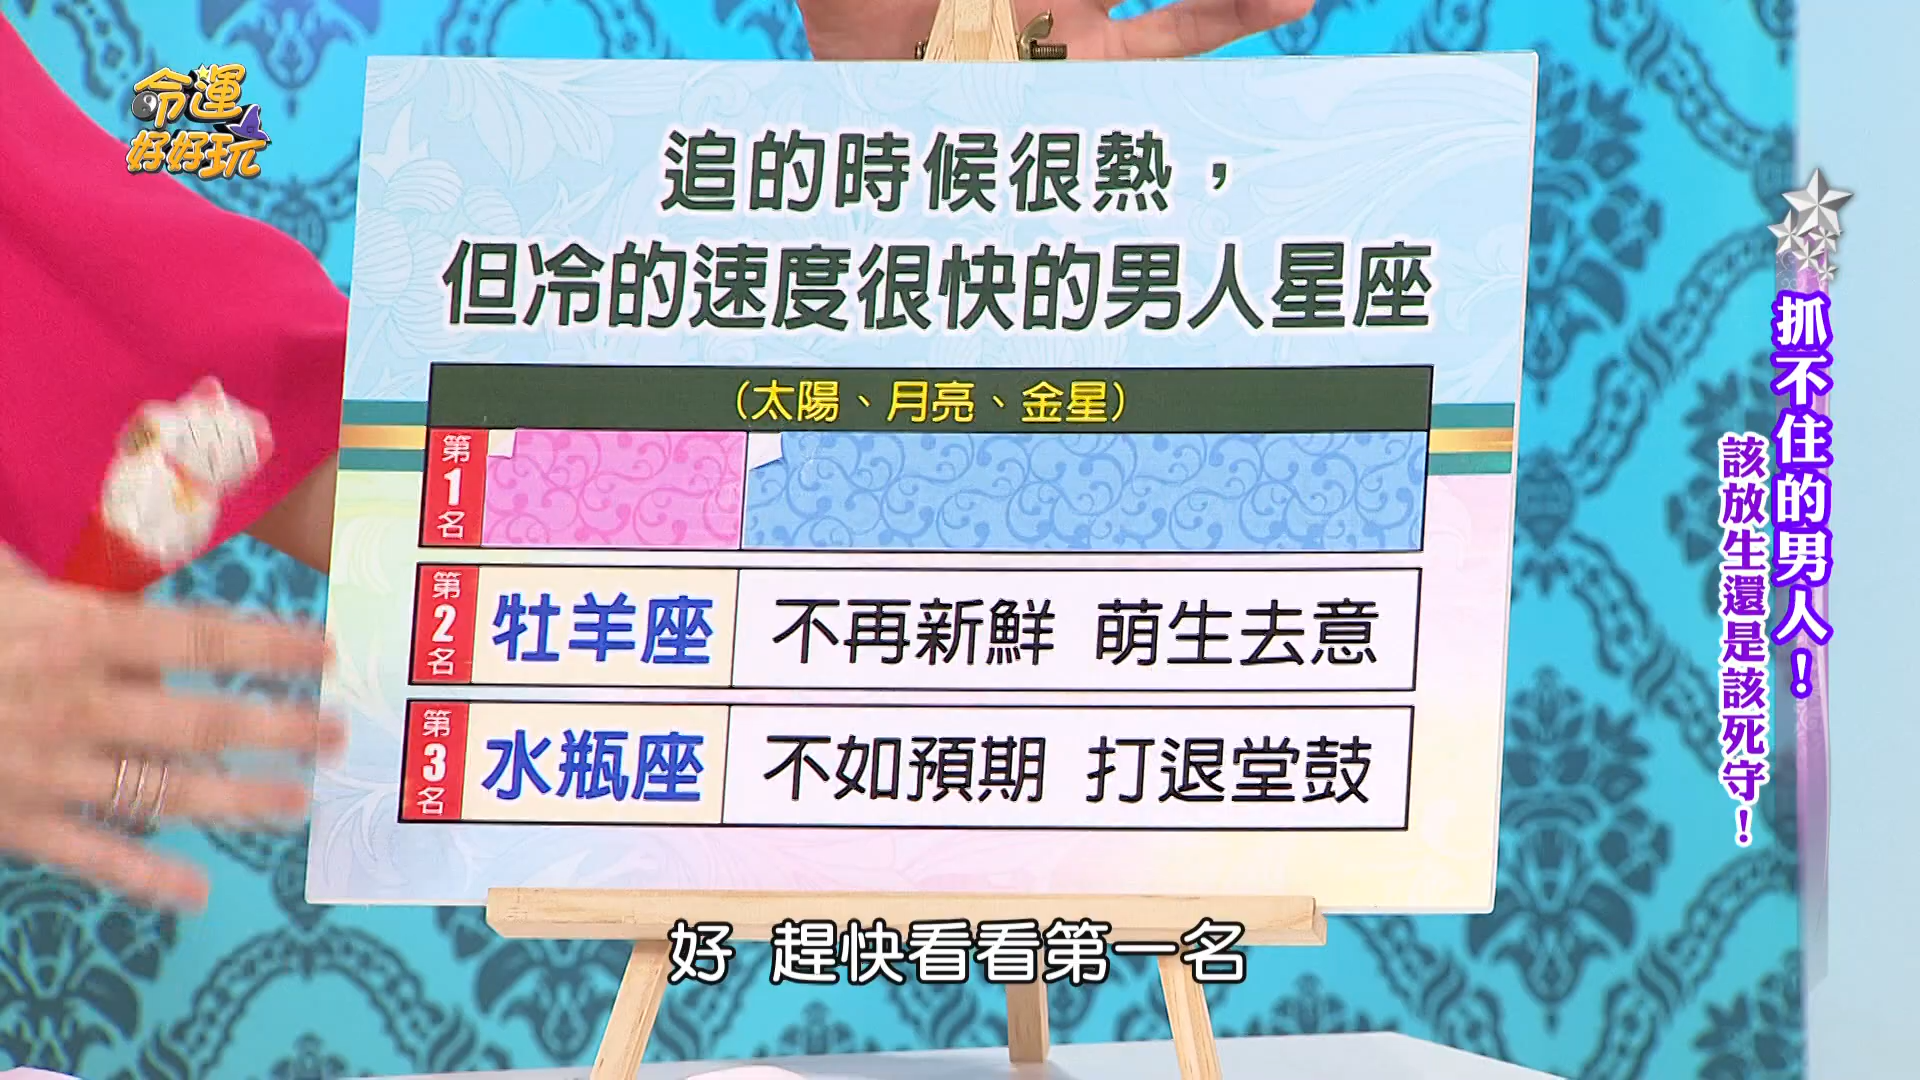 命運
好好玩
追的時候很熱，
但冷的速度很快的男人星座
（太陽、月亮、金星）
第1名
第2名 牡羊座 不再新鮮 萌生去意
第3名 水瓶座 不如預期 打退堂鼓
抓不住的男人！
該放生還是該死守！
好 趕快看看第一名